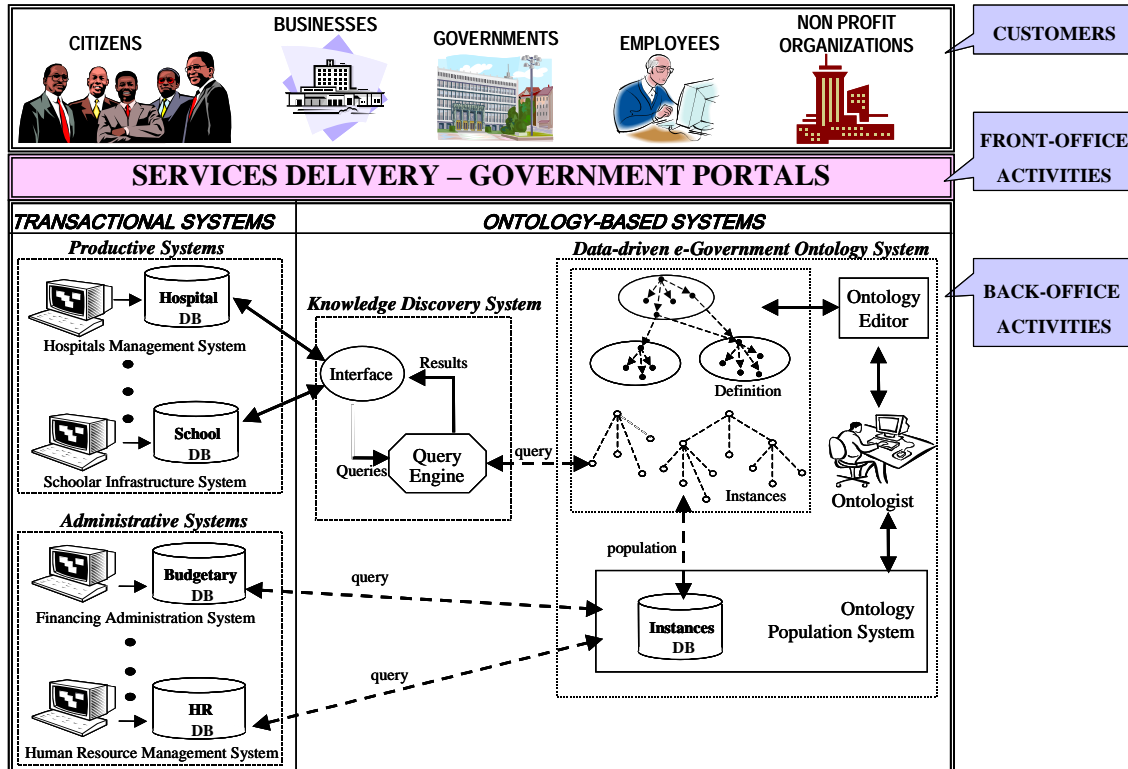 CITIZENS
BUSINESSES
GOVERNMENTS
EMPLOYEES
NON PROFIT
ORGANIZATIONS
CUSTOMERS
SERVICES DELIVERY – GOVERNMENT PORTALS
FRONT-OFFICE
ACTIVITIES
TRANSACTIONAL SYSTEMS
ONTOLOGY-BASED SYSTEMS
BACK-OFFICE
ACTIVITIES
Productive Systems
Hospital
DB
Hospitals Management System
School
DB
Schoolar Infrastructure System
Knowledge Discovery System
Interface
Results
Queries
Query
Engine
query
Data-driven e-Government Ontology System
Definition
Instances
Ontology
Editor
Ontologist
population
Instances
DB
Ontology
Population System
Administrative Systems
Budgetary
DB
Financing Administration System
query
HR
DB
Human Resource Management System
query